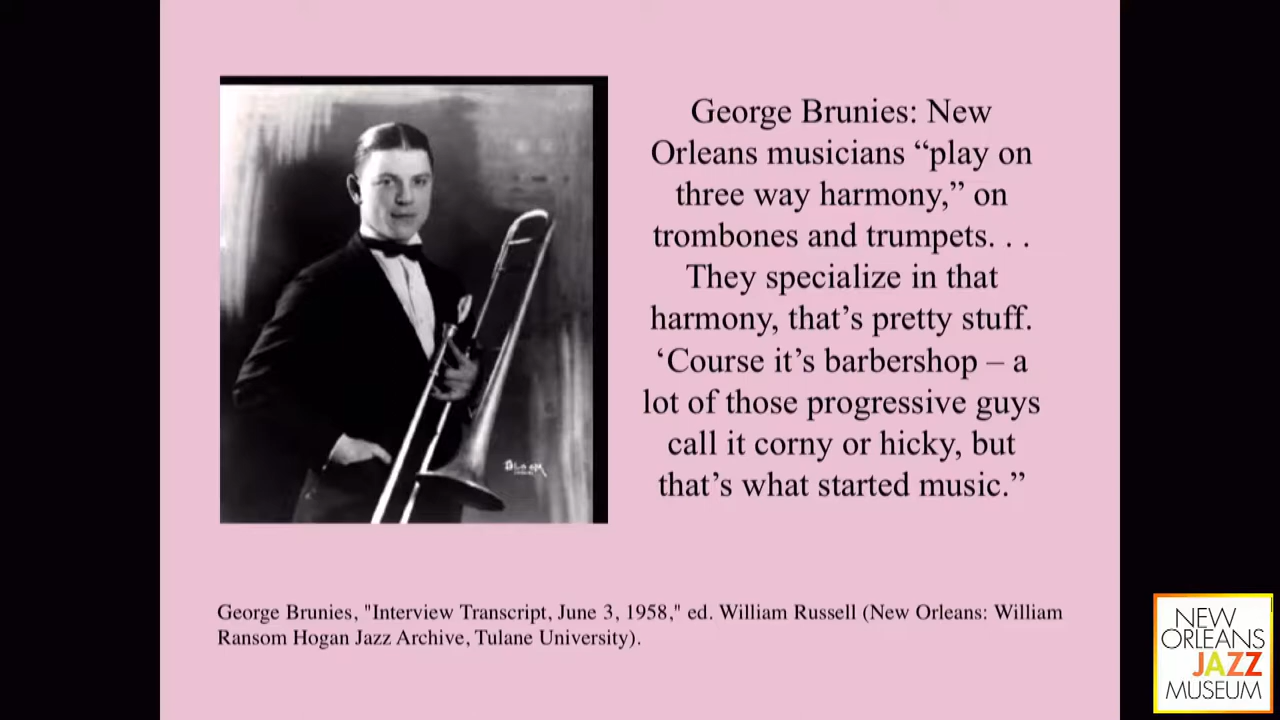 George Brunies: New
Orleans musicians “play on
three way harmony,” on
trombones and trumpets. . .
They specialize in that
harmony, that’s pretty stuff.
‘Course it’s barbershop – a
lot of those progressive guys
call it corny or hicky, but
that’s what started music.”
Bloom
George Brunies, "Interview Transcript, June 3, 1958," ed. William Russell (New Orleans: William
Ransom Hogan Jazz Archive, Tulane University).
NEW
ORLEANS
JAZZ
MUSEUM